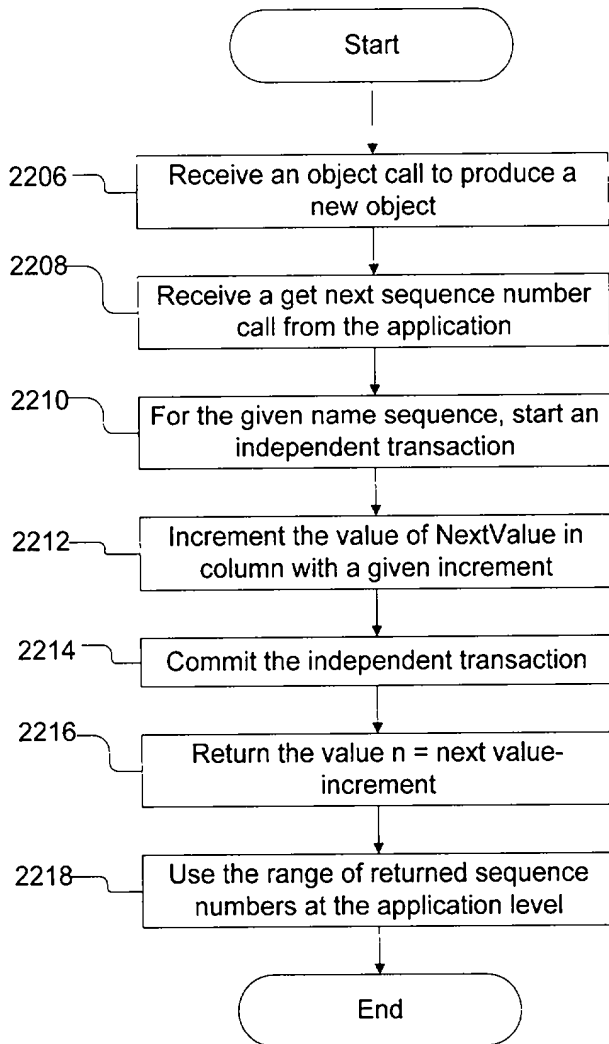 Start
2206
Receive an object call to produce a
new object
2208
Receive a get next sequence number
call from the application
2210
For the given name sequence, start an
independent transaction
2212
Increment the value of NextValue in
column with a given increment
2214
Commit the independent transaction
2216
Return the value n = next value-
increment
2218
Use the range of returned sequence
numbers at the application level
End